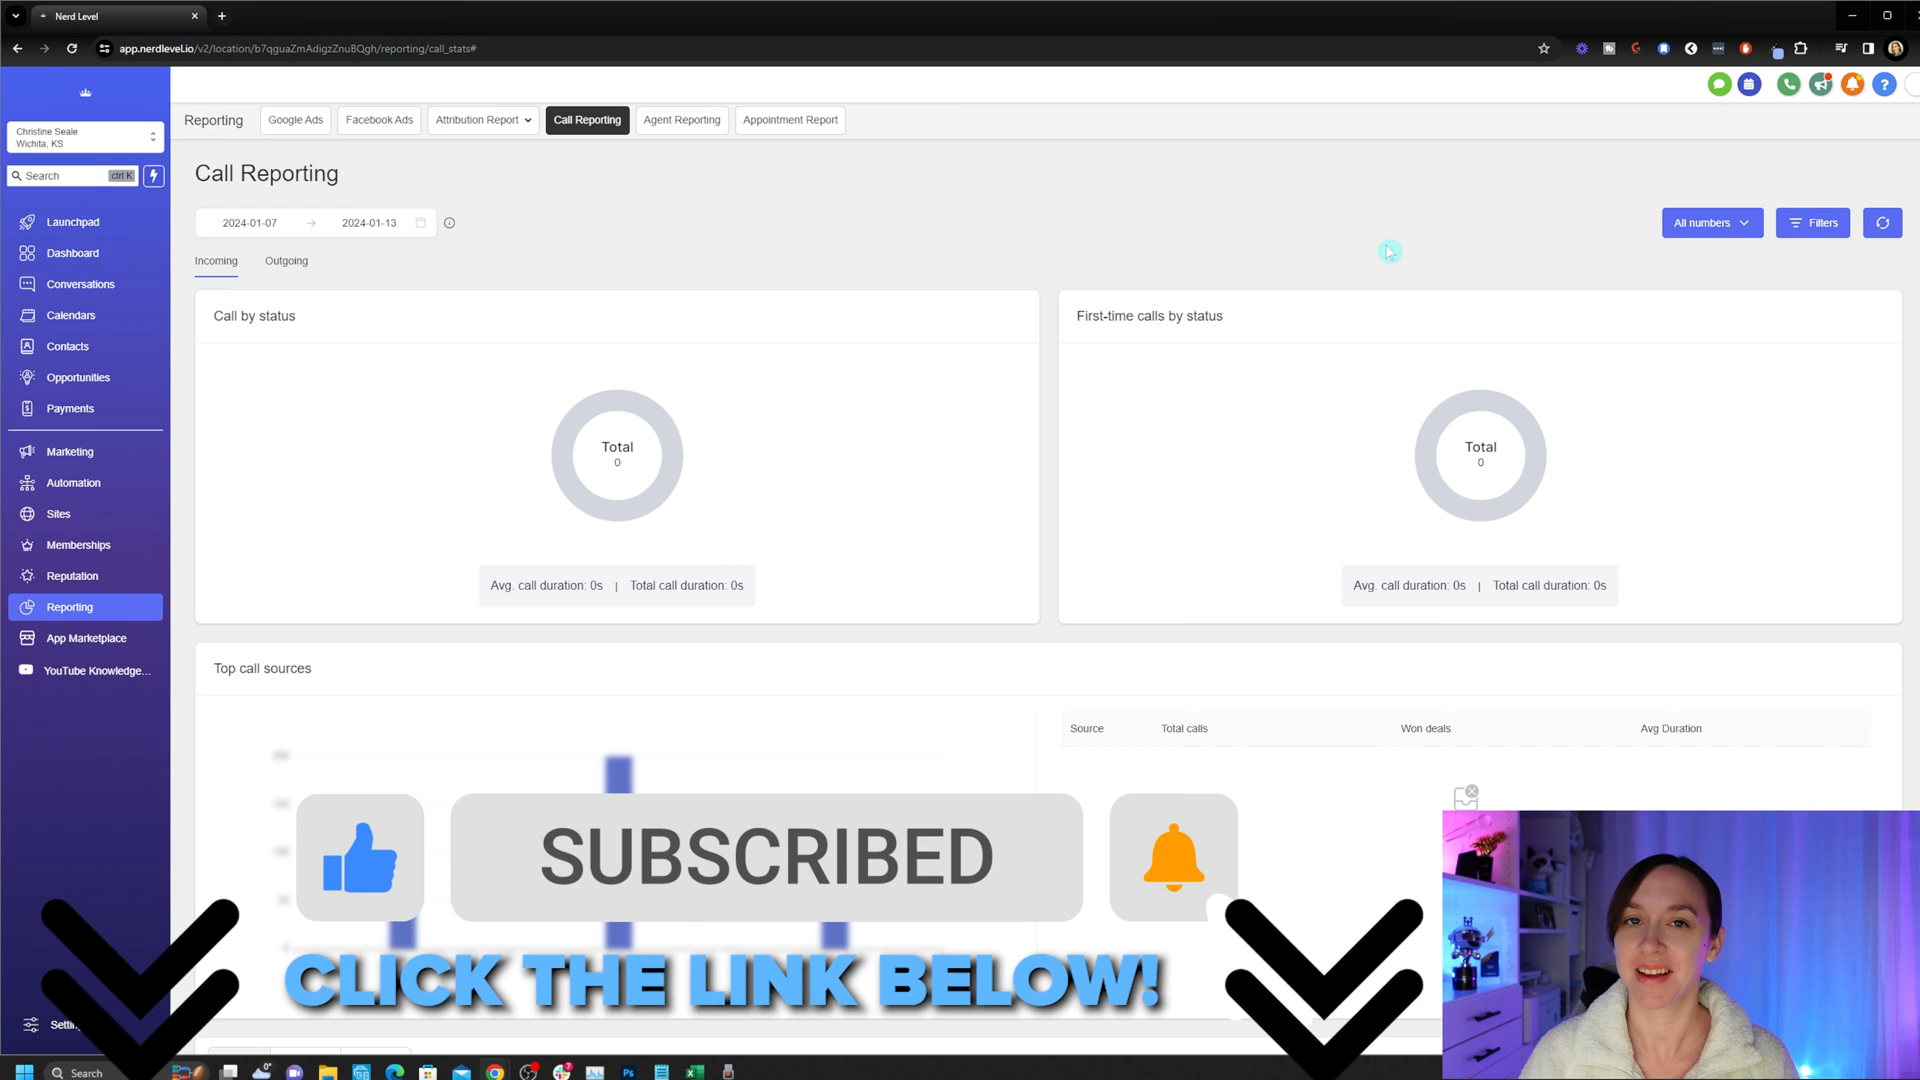 Nerd Level
app.nerdlevel.io/v2/location/b7qguaZmAdigzZnuBQgh/reporting/call_stats#
Christine Seale
Wichita, KS
Search
ctrl K
Launchpad
Dashboard
Conversations
Calendars
Contacts
Opportunities
Payments
Marketing
Automation
Sites
Memberships
Reputation
Reporting
App Marketplace
YouTube Knowledge...
Reporting
Google Ads
Facebook Ads
Attribution Report
Call Reporting
Agent Reporting
Appointment Report
Call Reporting
2024-01-07
2024-01-13
All numbers
Filters
Incoming
Outgoing
Call by status
Total
0
Avg. call duration: 0s | Total call duration: 0s
First-time calls by status
Total
0
Avg. call duration: 0s | Total call duration: 0s
Top call sources
Source
Total calls
Won deals
Avg Duration
SUBSCRIBED
CLICK THE LINK BELOW!
Search
Ps